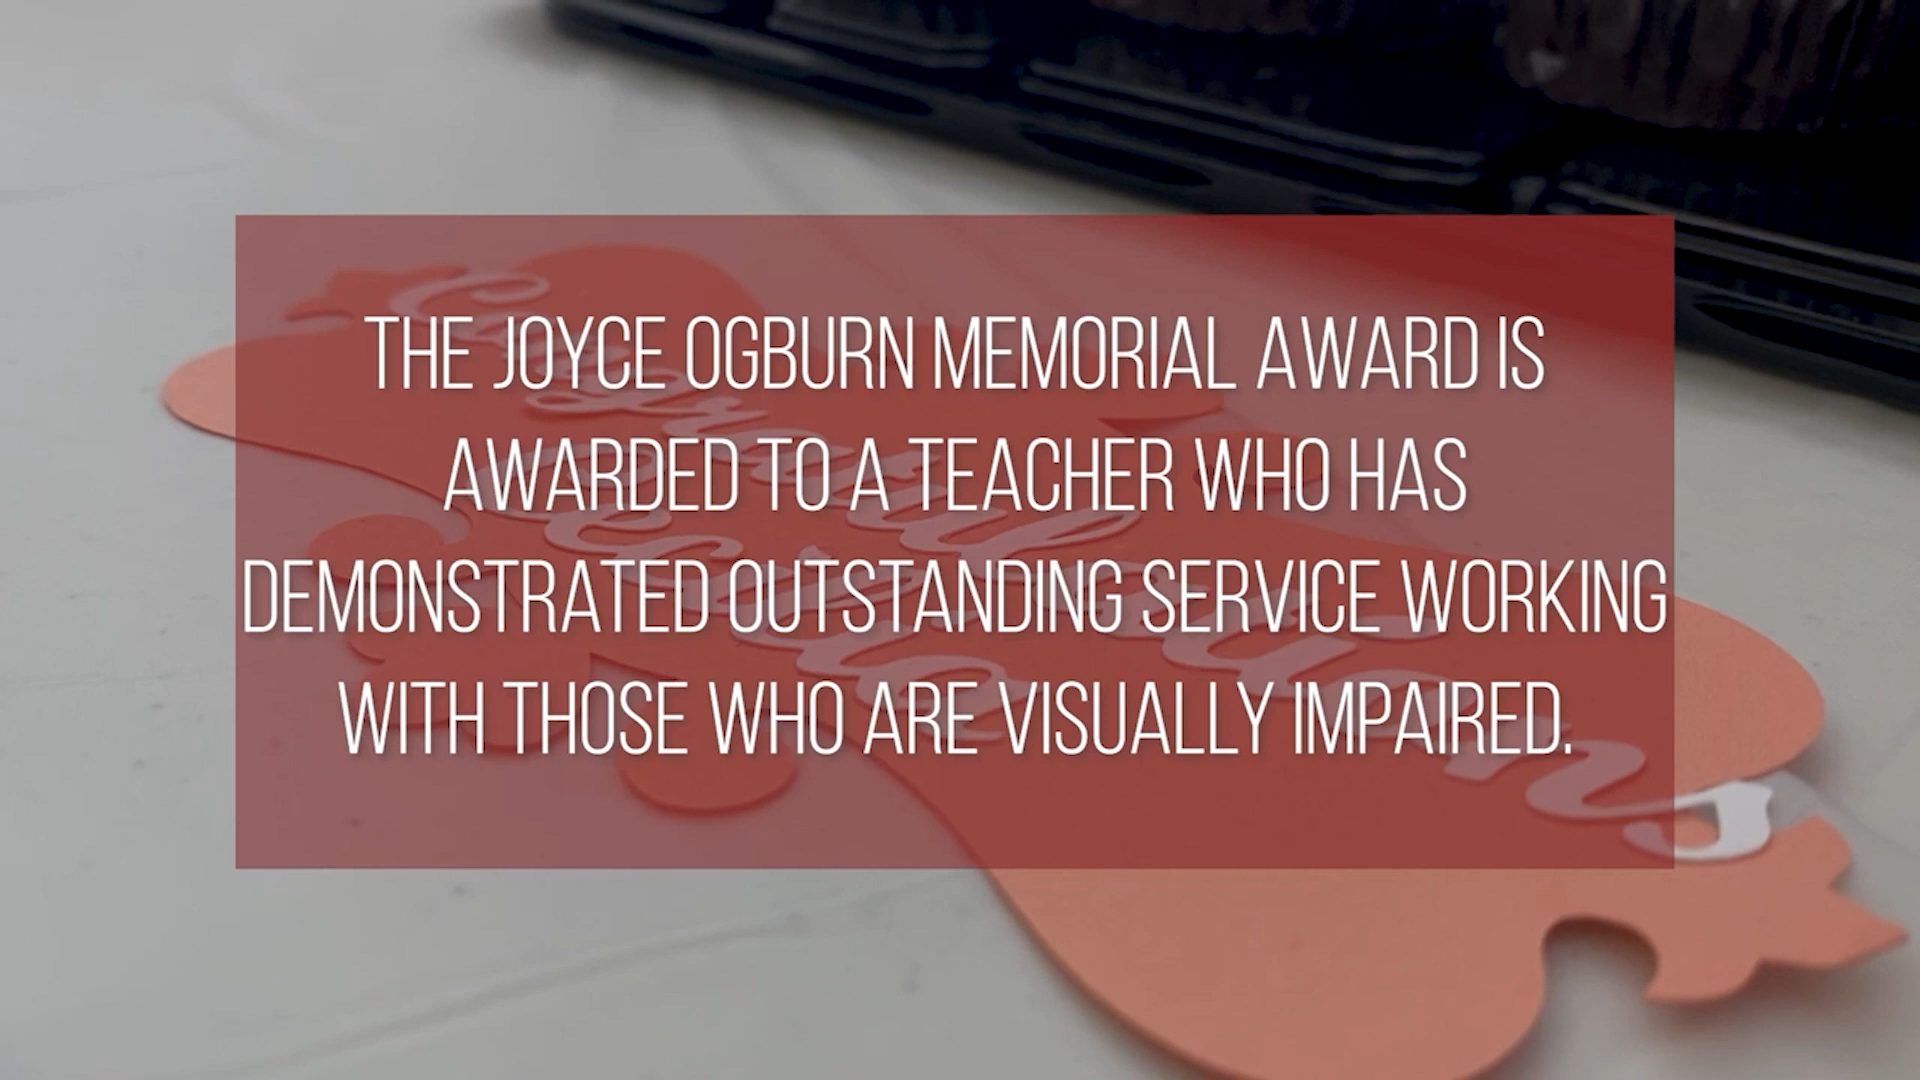 THE JOYCE OGBURN MEMORIAL AWARD IS
AWARDED TO A TEACHER WHO HAS
DEMONSTRATED OUTSTANDING SERVICE WORKING
WITH THOSE WHO ARE VISUALLY IMPAIRED.
Congratulations